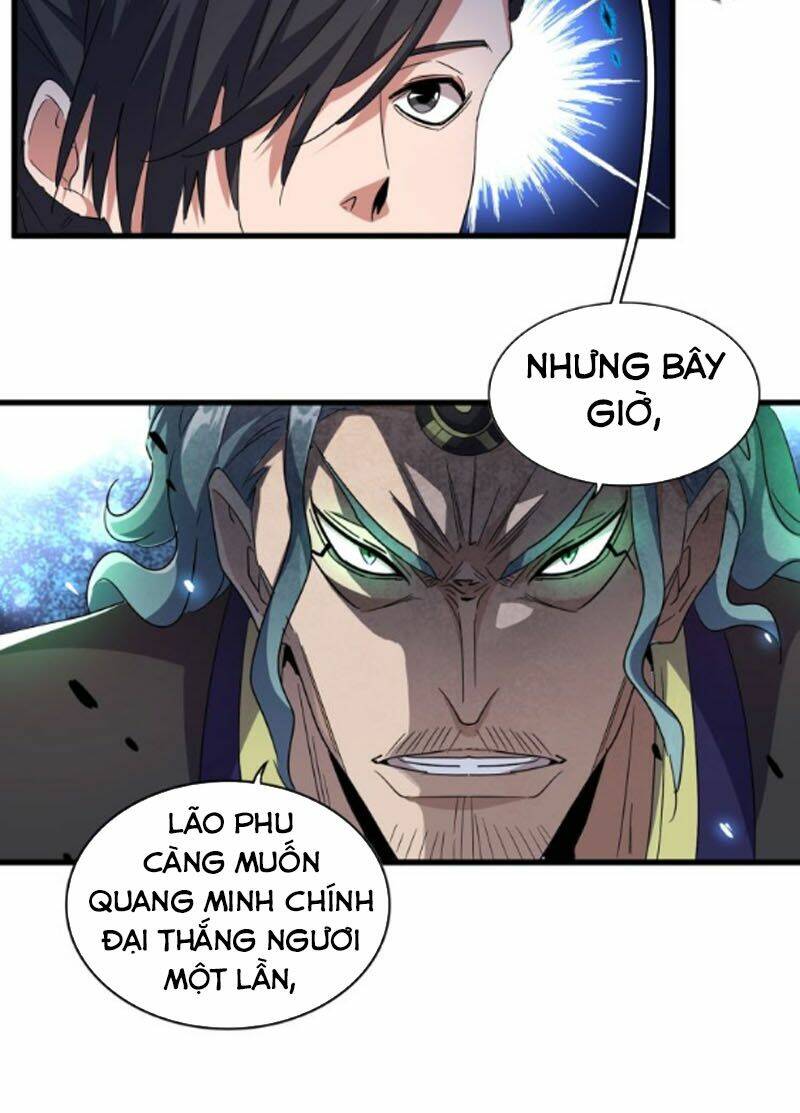 NHƯNG BÂY
GIỜ,
LÃO PHU
CÀNG MUỐN
QUANG MINH CHÍNH
ĐẠI THẮNG NGƯƠI
MỘT LẦN,